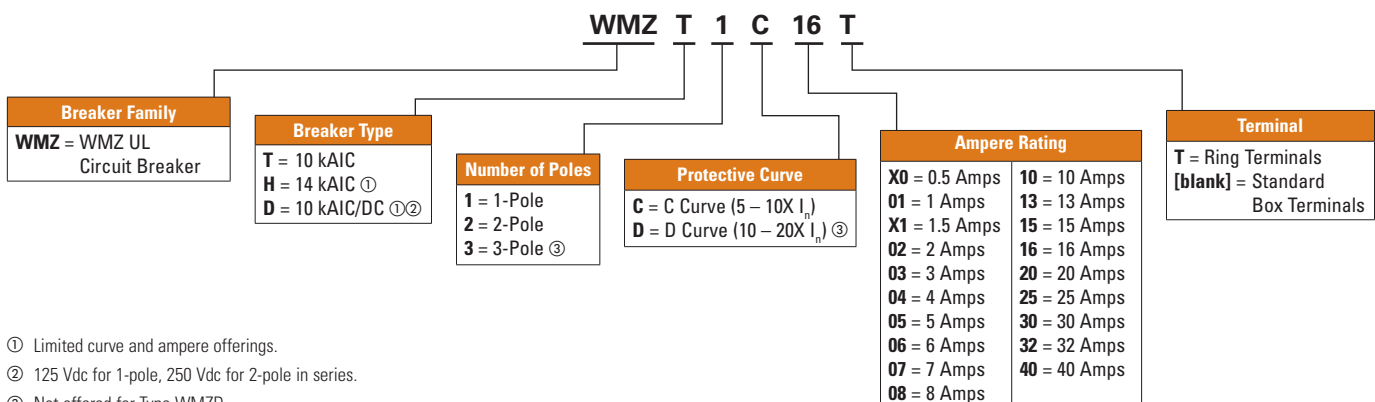 WMZ T 1 C 16 T
Breaker Family
WMZ = WMZ UL
Circuit Breaker
Breaker Type
T = 10 kAIC
H = 14 kAIC ①
D = 10 kAIC/DC ①②
Number of Poles
1 = 1-Pole
2 = 2-Pole
3 = 3-Pole ③
Protective Curve
C = C Curve (5 – 10X Iₙ)
D = D Curve (10 – 20X Iₙ) ③
Ampere Rating
X0 = 0.5 Amps
01 = 1 Amps
X1 = 1.5 Amps
02 = 2 Amps
03 = 3 Amps
04 = 4 Amps
05 = 5 Amps
06 = 6 Amps
07 = 7 Amps
08 = 8 Amps
10 = 10 Amps
13 = 13 Amps
15 = 15 Amps
16 = 16 Amps
20 = 20 Amps
25 = 25 Amps
30 = 30 Amps
32 = 32 Amps
40 = 40 Amps
Terminal
T = Ring Terminals
[blank] = Standard
Box Terminals
① Limited curve and ampere offerings.
② 125 Vdc for 1-pole, 250 Vdc for 2-pole in series.
③ Not offered for Type